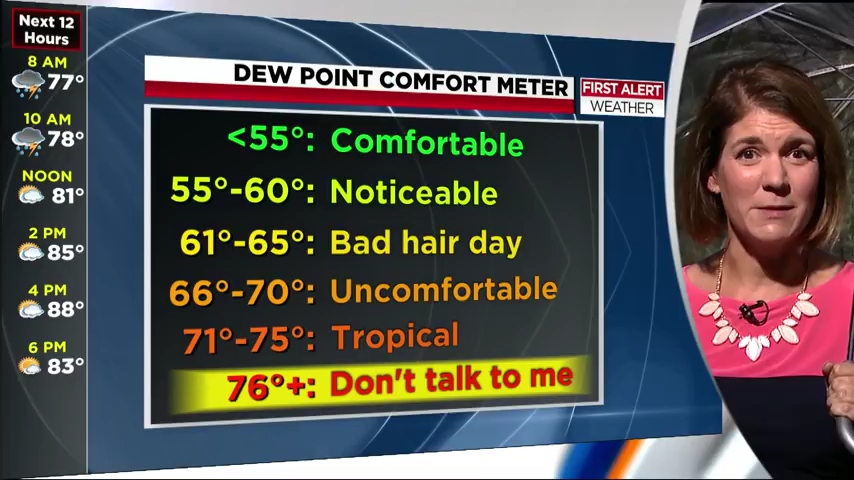 Next 12
Hours
8 AM
77°
10 AM
78°
NOON
81°
2 PM
85°
4 PM
88°
6 PM
83°
DEW POINT COMFORT METER
FIRST ALERT
WEATHER
<55°: Comfortable
55°-60°: Noticeable
61°-65°: Bad hair day
66°-70°: Uncomfortable
71°-75°: Tropical
76°+: Don't talk to me